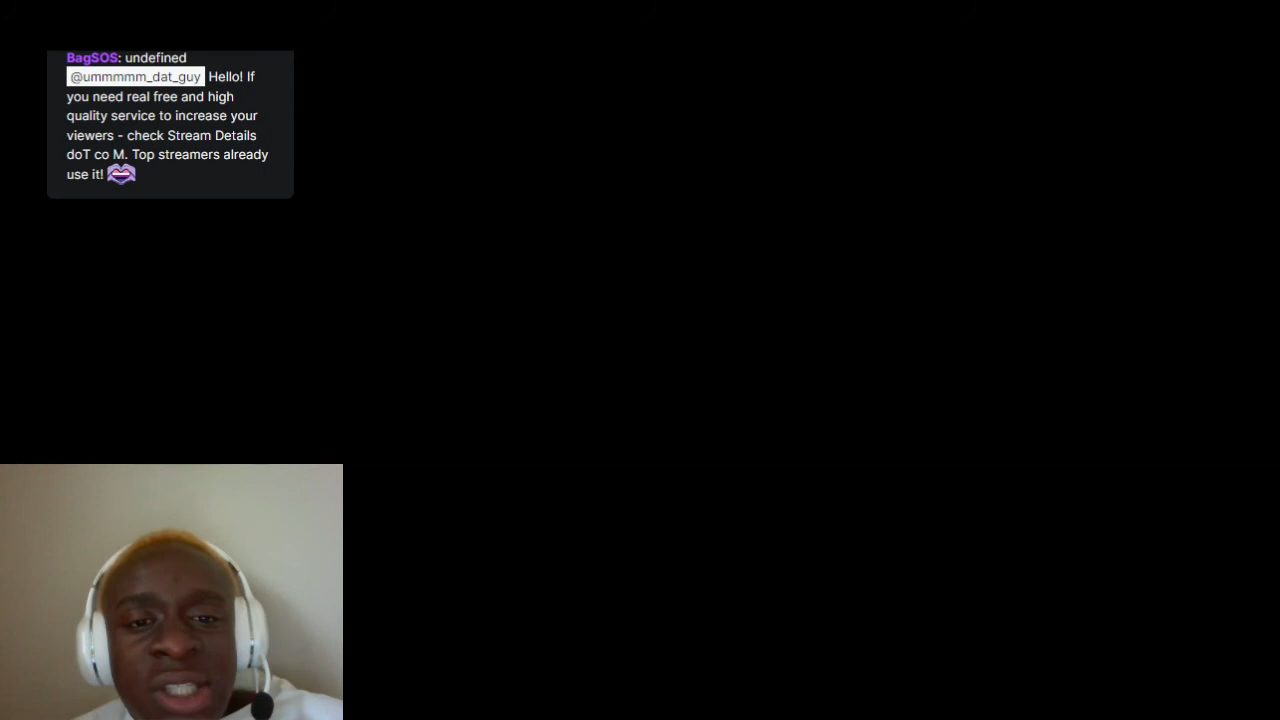 BagSOS: undefined
@ummmmm_dat_guy Hello! If
you need real free and high
quality service to increase your
viewers - check Stream Details
doT co M. Top streamers already
use it!